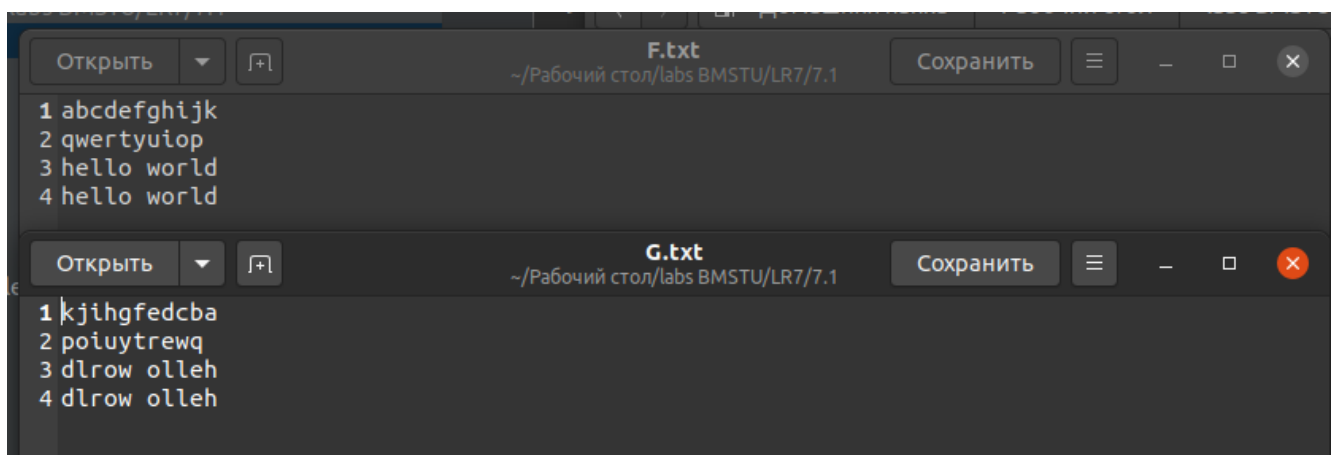 Открыть
F.txt
~/Рабочий стол/labs BMSTU/LR7/7.1
Сохранить
1 abcdefghijk
2 qwertyuiop
3 hello world
4 hello world
Открыть
G.txt
~/Рабочий стол/labs BMSTU/LR7/7.1
Сохранить
1 kjihgfedcba
2 poiuytrewq
3 dlrow olleh
4 dlrow olleh